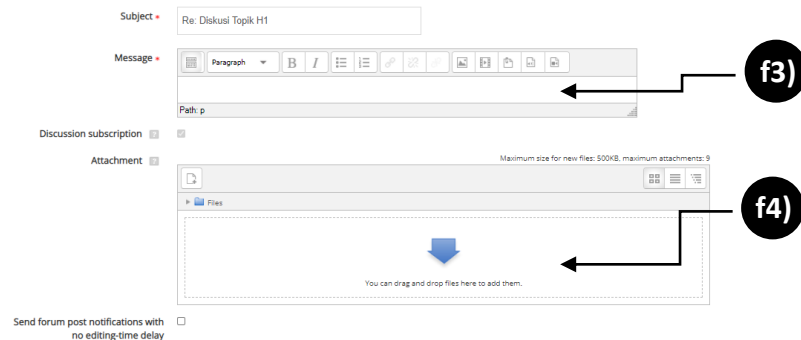 Subject *
Re: Diskusi Topik H1
Message *
Paragraph
B I
Path: p
f3)
Discussion subscription ?
Attachment ?
Maximum size for new files: 500KB, maximum attachments: 9
Files
f4)
You can drag and drop files here to add them.
Send forum post notifications with
no editing-time delay